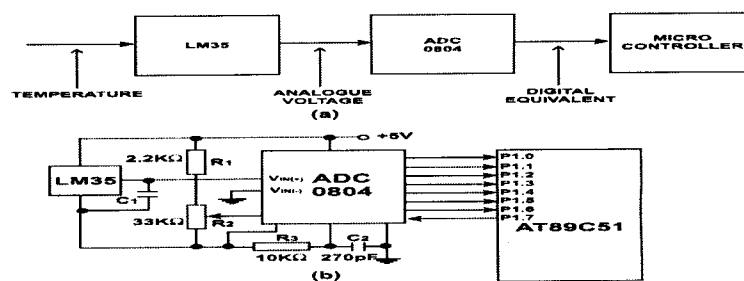 LM35
ADC
0804
MICRO
CONTROLLER
TEMPERATURE
ANALOGUE
VOLTAGE
DIGITAL
EQUIVALENT
(a)
+5V
2.2KΩ
R1
LM35
C1
33KΩ
R2
VIN(+)
VIN(-)
ADC
0804
R3
10KΩ
C2
270pF
P1.0
P1.1
P1.2
P1.3
P1.4
P1.5
P1.6
P1.7
AT89C51
(b)